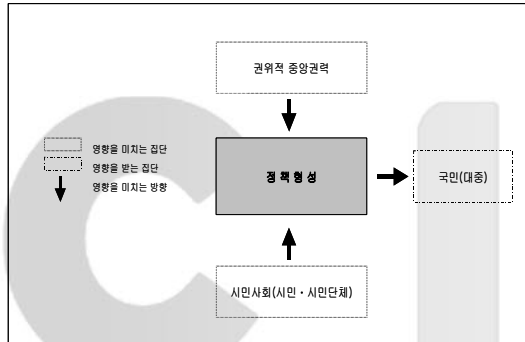 권위적 중앙권력
영향을 미치는 집단
영향을 받는 집단
영향을 미치는 방향
정책형성
국민(대중)
시민사회(시민·시민단체)